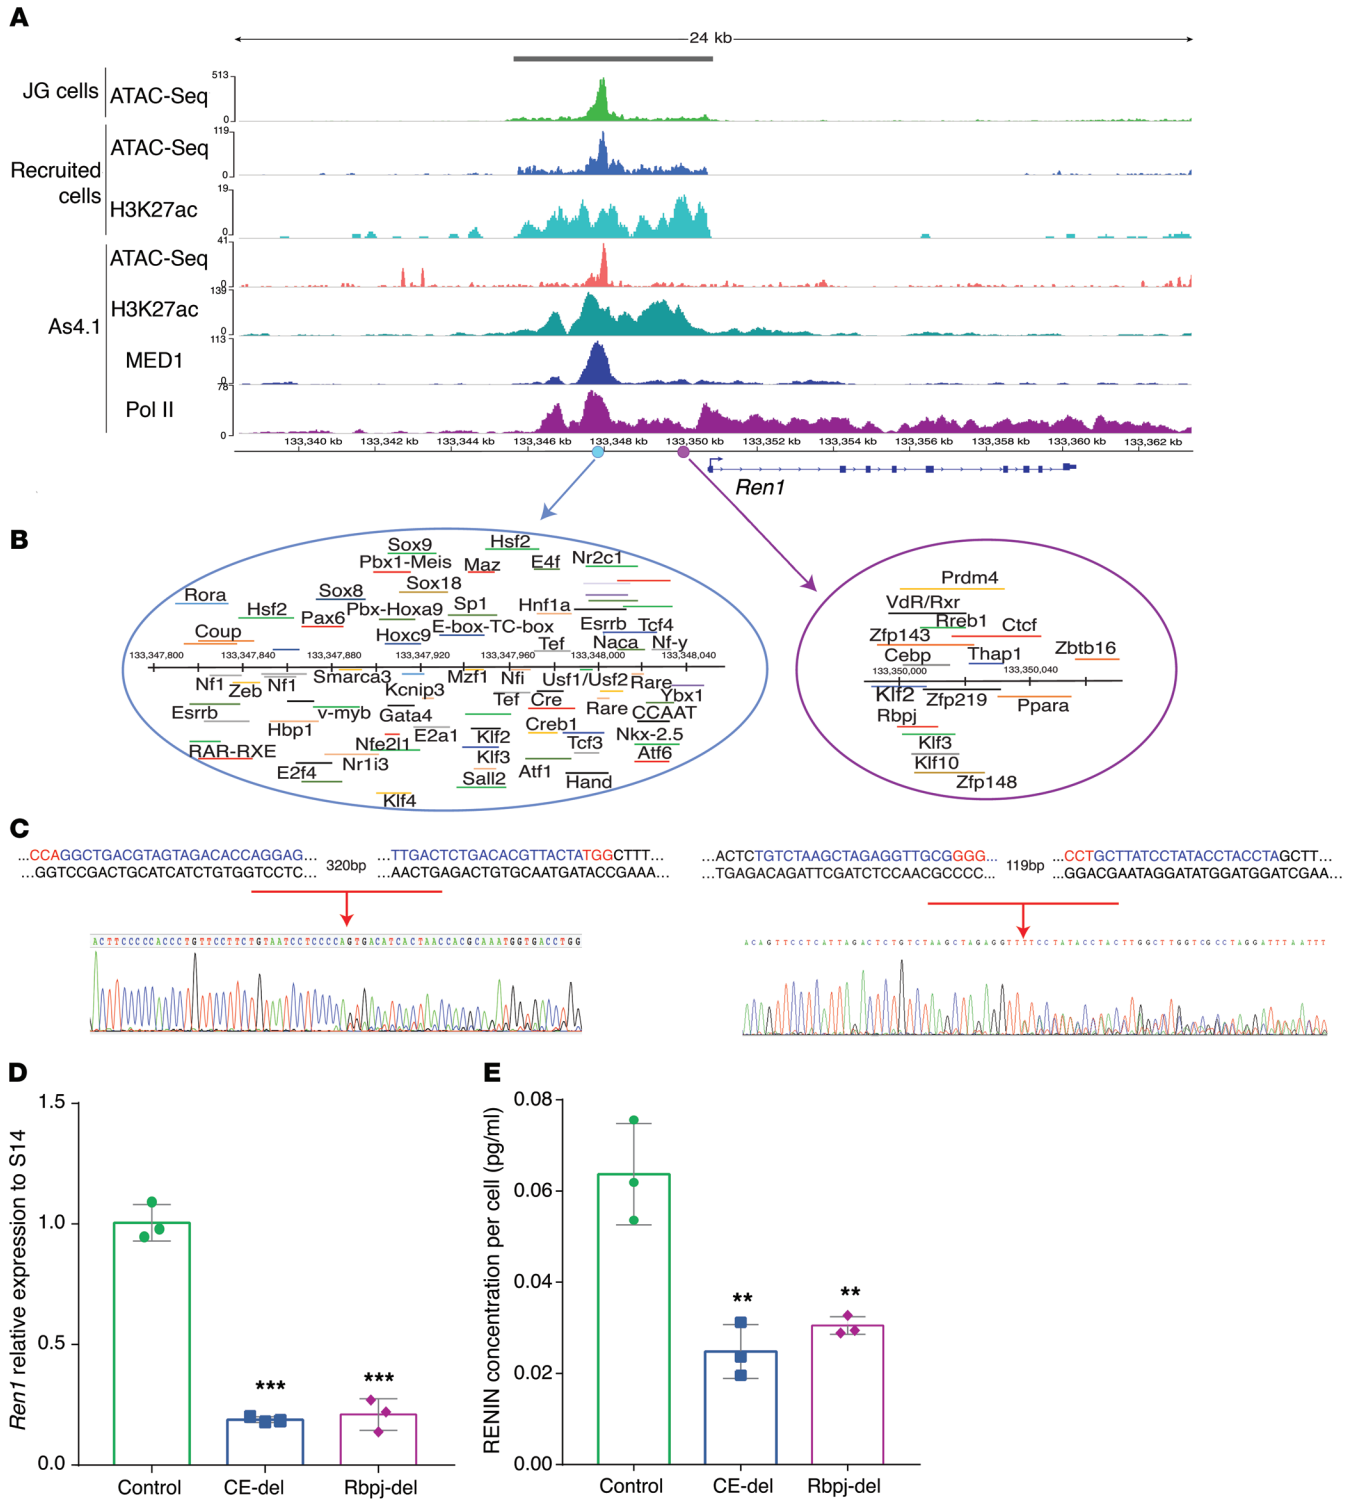 A
24 kb
JG cells
ATAC-Seq
513
0
Recruited
cells
ATAC-Seq
119
0
H3K27ac
19
0
As4.1
ATAC-Seq
41
0
H3K27ac
139
0
MED1
113
0
Pol II
78
0
133,340 kb 133,342 kb 133,344 kb 133,346 kb 133,348 kb 133,350 kb 133,352 kb 133,354 kb 133,356 kb 133,358 kb 133,360 kb 133,362 kb
Ren1
B
Sox9 Hsf2
Pbx1-Meis Maz E4f Nr2c1
Rora Sox8 Sox18
Hsf2 Pax6 Pbx-Hoxa9 Sp1 Hnf1a
Coup Hoxc9 E-box-TC-box Esrrb Tcf4
Tef Naca Nf-y
133,347,800 133,347,840 133,347,880 133,347,920 133,347,960 133,348,000 133,348,040
Nf1 Zeb Nf1 Smarca3 Kcnip3 Mzf1 Nfi Usf1/Usf2 Rare
Tef Cre Ybx1
Esrrb v-myb Gata4 Rare CCAAT
Hbp1 E2a1 Creb1
RAR-RXE Nfe2l1 Klf2 Tcf3 Nkx-2.5
Nr1i3 Klf3 Atf6
E2f4 Sall2 Atf1 Hand
Klf4
Prdm4
VdR/Rxr
Rreb1 Ctcf
Zfp143
Cebp Thap1 Zbtb16
133,350,000 133,350,040
Klf2 Zfp219 Ppara
Rbpj
Klf3
Klf10
Zfp148
C
...CCAGGCTGACGTAGTAGACACCAGGAG... 320bp ...TTGACTCTGACACGTTACTATGGCTTT...
...GGTCCGACTGCATCATCTGTGGTCCTC... ...AACTGAGACTGTGCAATGATACCGAAA...
ACTTCCCCCACCCTGTTCCTTCTGTAATCCTCCCCAGTGACATCACTAACCACGCAAATGGTGACCTGG
...ACTCTGTCTAAGCTAGAGGTTGCGGGG... 119bp ...CCTGCTTATCCTATACCTACCTAGCTT...
...TGAGACAGATTCGATCTCCAACGCCCC... ...GGACGAATAGGATATGGATGGATCGAA...
ACAGTTCCTCATTAGACTCTGTCTAAGCTAGAGGTTTTCCTATACCTACTTGGCTTGGTCGCCTAGGATTTAATTT
D
Ren1 relative expression to S14
1.5
1.0
0.5
0.0
***
***
Control CE-del Rbpj-del
E
RENIN concentration per cell (pg/ml)
0.08
0.06
0.04
0.02
0.00
**
**
Control CE-del Rbpj-del